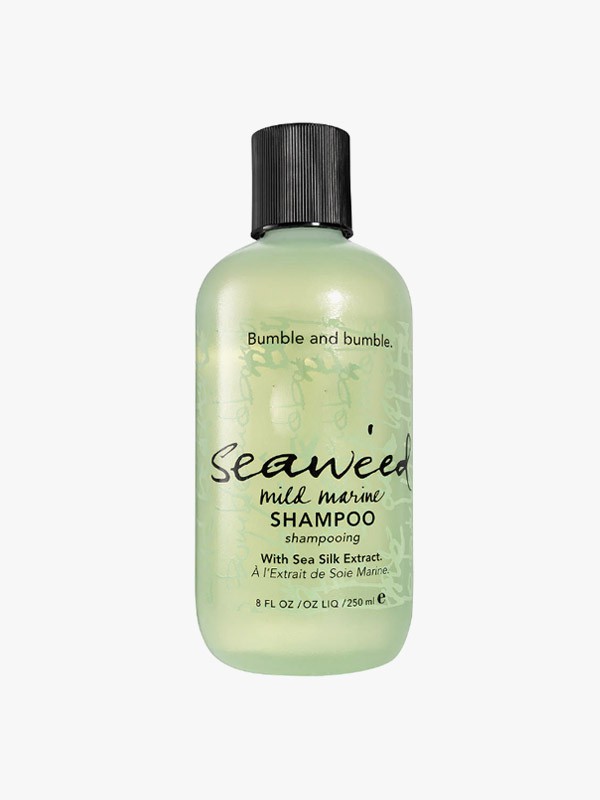 Bumble and bumble.
seaweed
mild marine
SHAMPOO
shampooing
With Sea Silk Extract.
À l'Extrait de Soie Marine.
8 FL OZ / OZ LIQ / 250 ml e